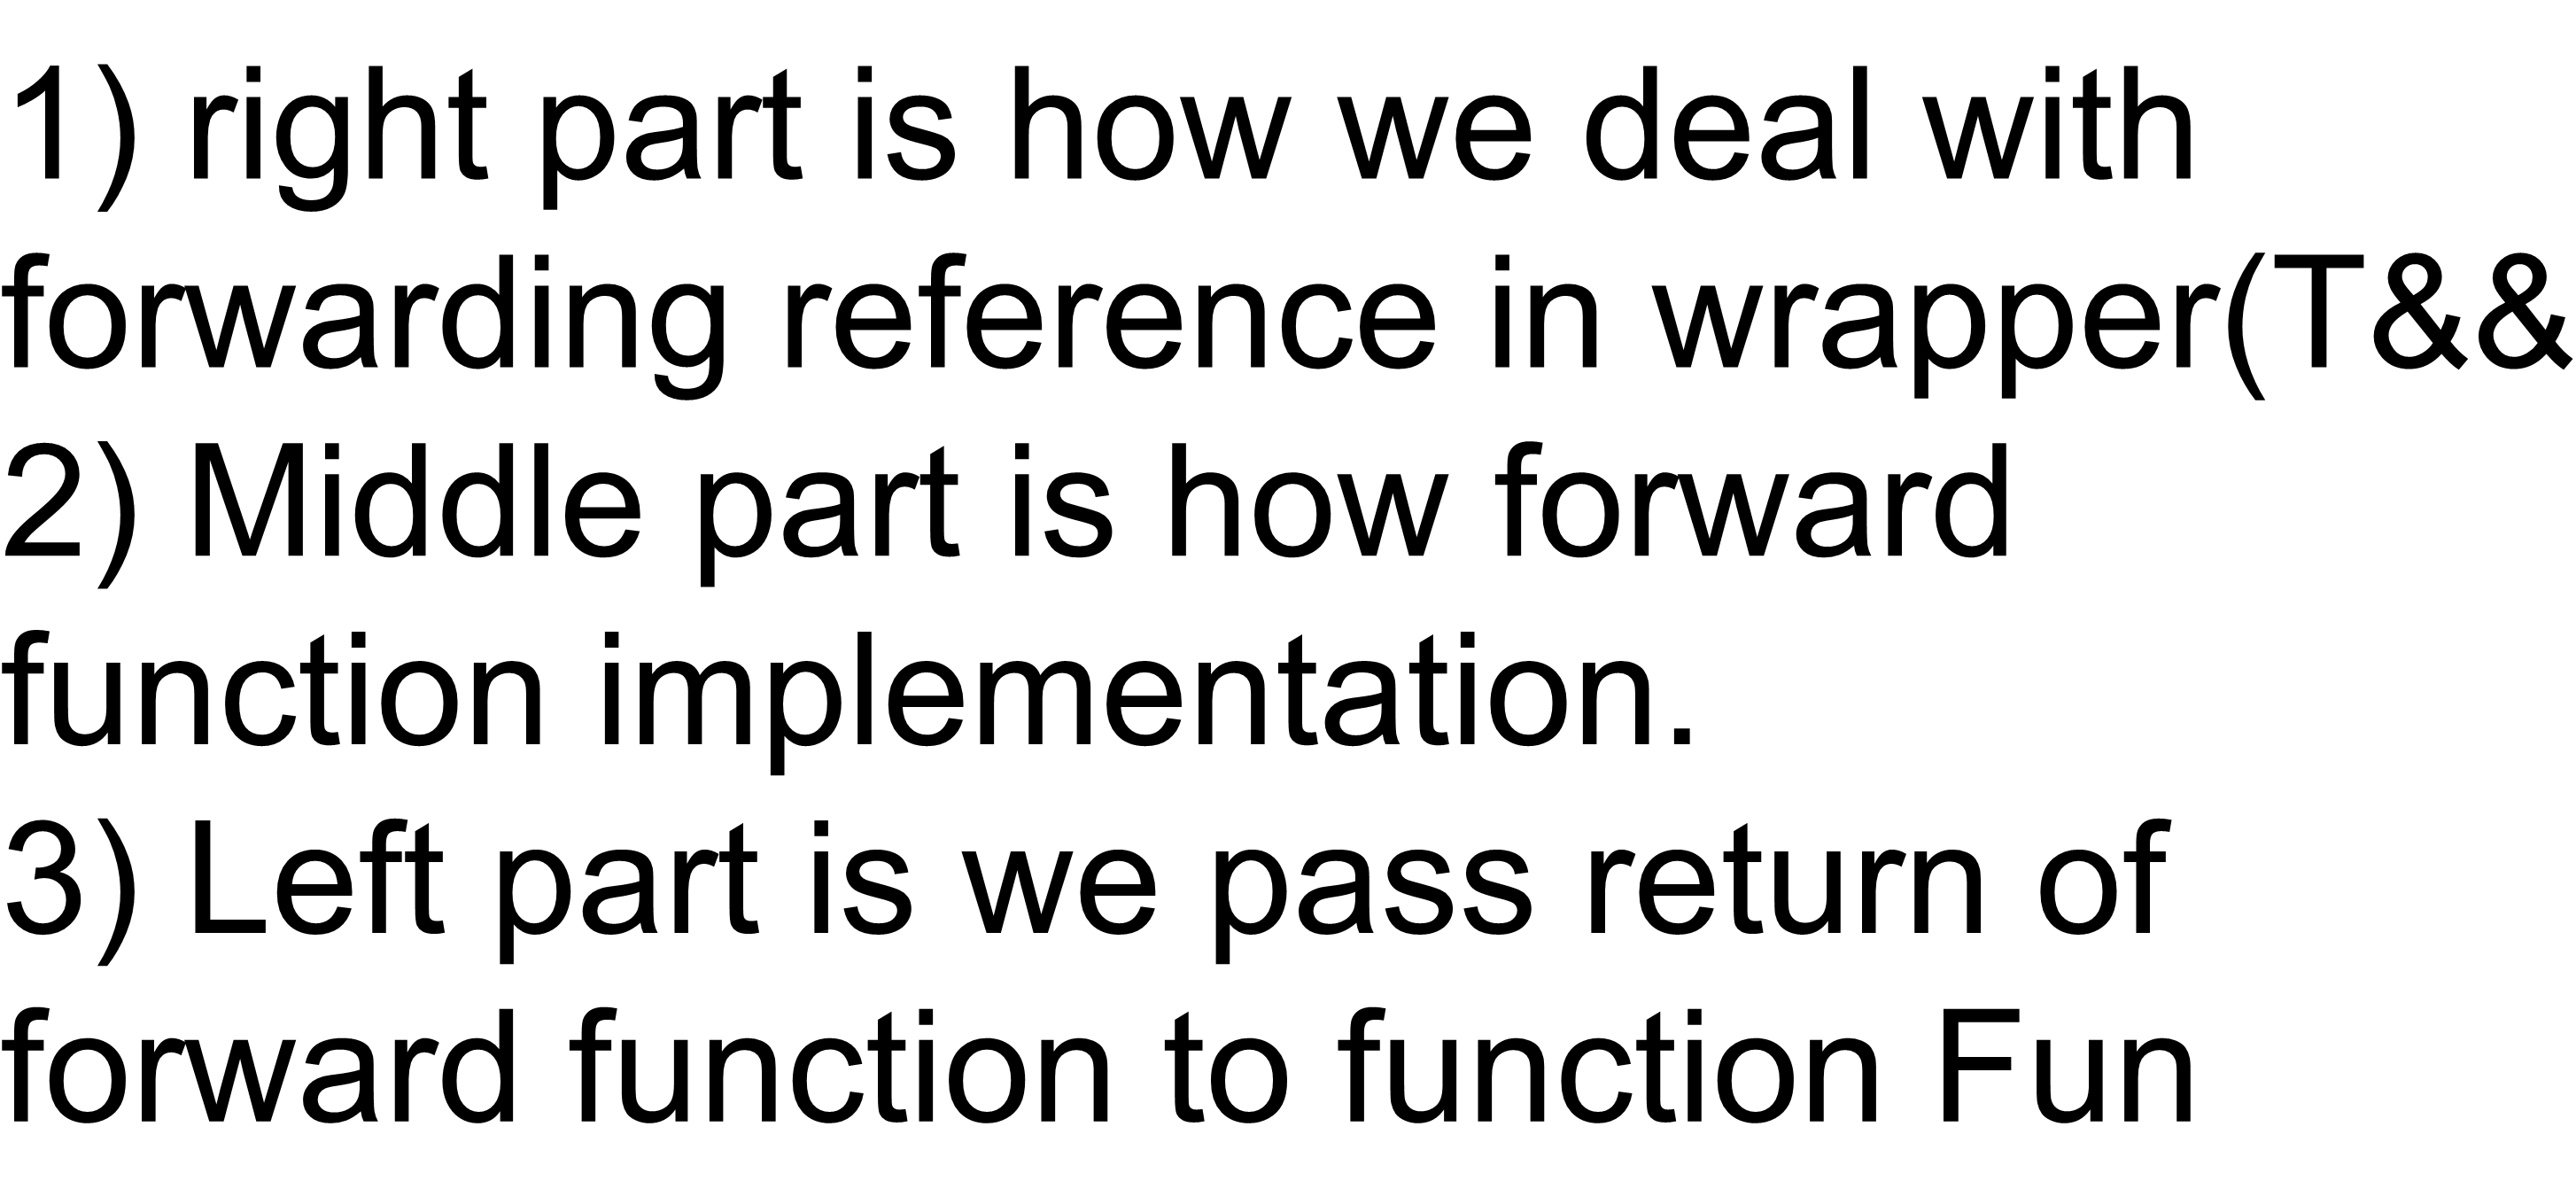 1) right part is how we deal with
forwarding reference in wrapper(T&&
2) Middle part is how forward
function implementation.
3) Left part is we pass return of
forward function to function Fun